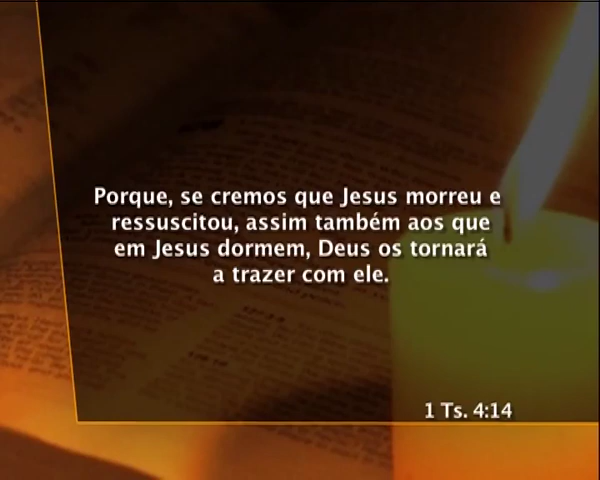 Porque, se cremos que Jesus morreu e
ressuscitou, assim também aos que
em Jesus dormem, Deus os tornará
a trazer com ele.
1 Ts. 4:14